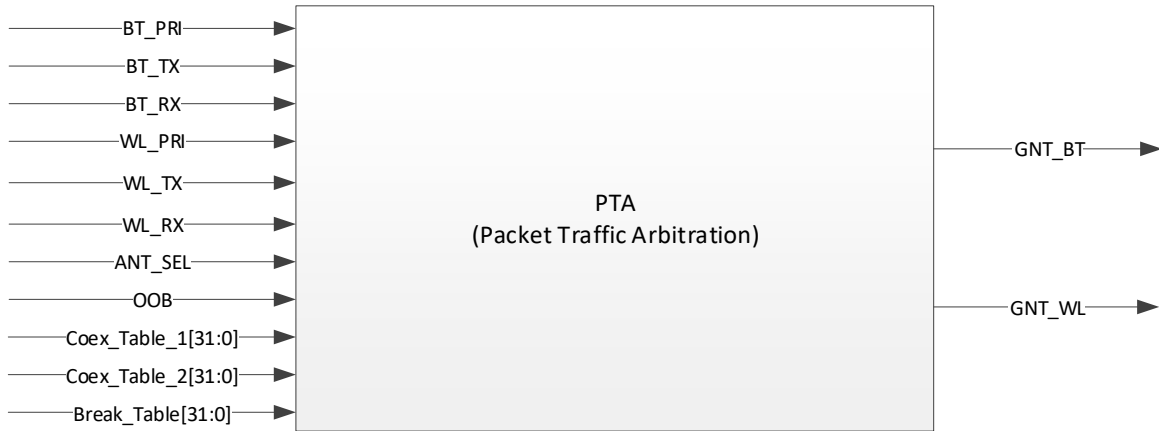 BT_PRI
BT_TX
BT_RX
WL_PRI
WL_TX
WL_RX
ANT_SEL
OOB
Coex_Table_1[31:0]
Coex_Table_2[31:0]
Break_Table[31:0]
PTA
(Packet Traffic Arbitration)
GNT_BT
GNT_WL